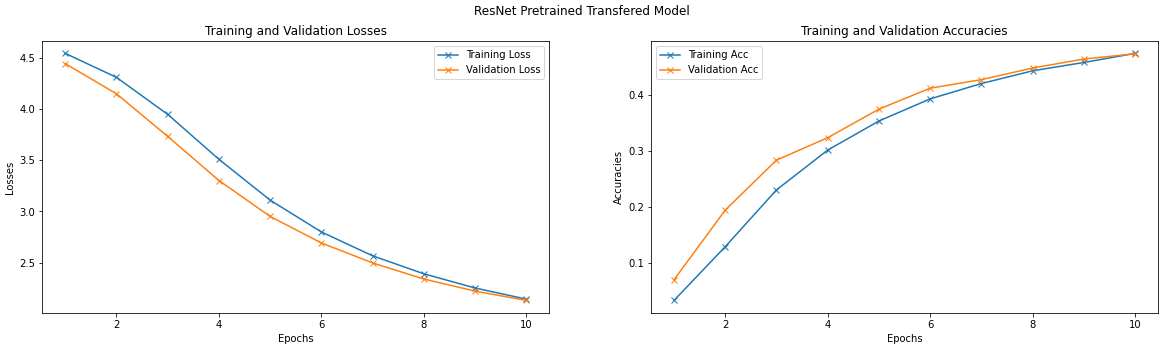 ResNet Pretrained Transfered Model
Training and Validation Losses
Training Loss
Validation Loss
4.5
4.0
3.5
3.0
2.5
Losses
2 4 6 8 10
Epochs
Training and Validation Accuracies
Training Acc
Validation Acc
0.4
0.3
0.2
0.1
Accuracies
2 4 6 8 10
Epochs